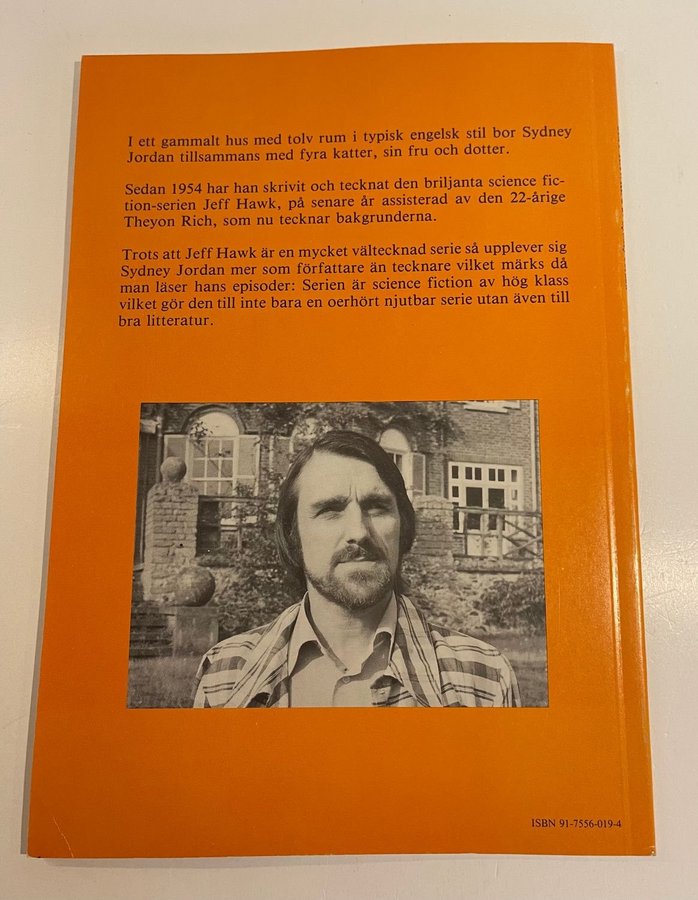 I ett gammalt hus med tolv rum i typisk engelsk stil bor Sydney
Jordan tillsammans med fyra katter, sin fru och dotter.
Sedan 1954 har han skrivit och tecknat den briljanta science fic-
tion-serien Jeff Hawk, på senare år assisterad av den 22-årige
Theyon Rich, som nu tecknar bakgrunderna.
Trots att Jeff Hawk är en mycket vältecknad serie så upplever sig
Sydney Jordan mer som författare än tecknare vilket märks då
man läser hans episoder: Serien är science fiction av hög klass
vilket gör den till inte bara en oerhört njutbar serie utan även till
bra litteratur.
ISBN 91-7556-019-4